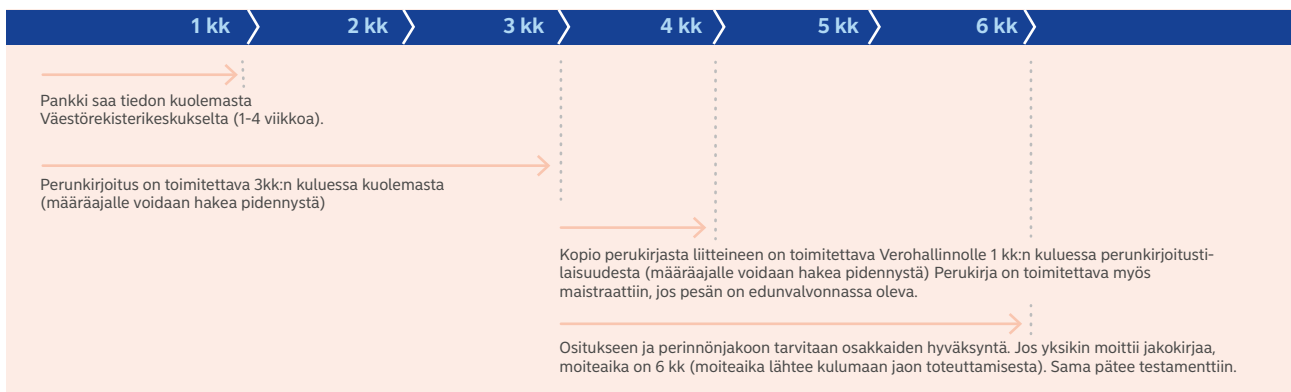 1 kk 2 kk 3 kk 4 kk 5 kk 6 kk
Pankki saa tiedon kuolemasta
Väestörekisterikeskukselta (1-4 viikkoa).
Perunkirjoitus on toimitettava 3kk:n kuluessa kuolemasta
(määräajalle voidaan hakea pidennystä)
Kopio perukirjasta liitteineen on toimitettava Verohallinnolle 1 kk:n kuluessa perunkirjoitusti-
laisuudesta (määräajalle voidaan hakea pidennystä) Perukirja on toimitettava myös
maistraattiin, jos pesän on edunvalvonnassa oleva.
Ositukseen ja perinnönjakoon tarvitaan osakkaiden hyväksyntä. Jos yksikin moittii jakokirjaa,
moiteaika on 6 kk (moiteaika lähtee kulumaan jaon toteuttamisesta). Sama pätee testamenttiin.